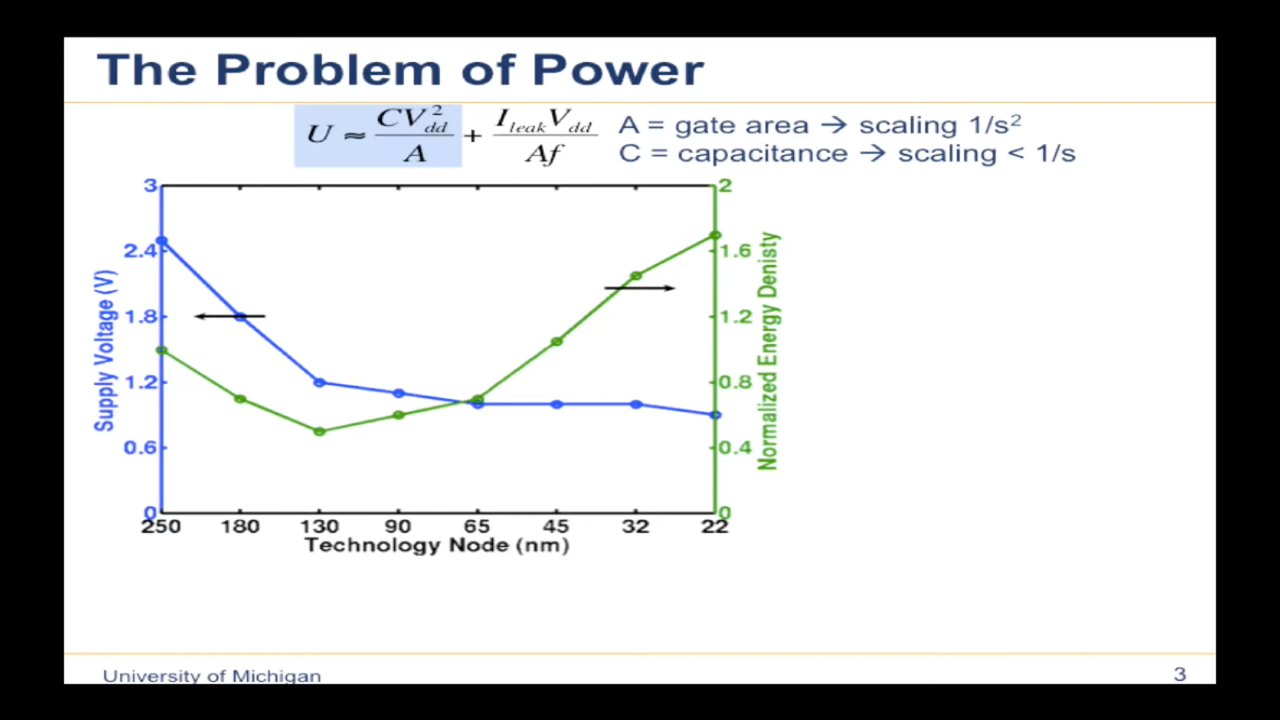 The Problem of Power
U ≈ CV²dd / A + IleakVdd / Af
A = gate area → scaling 1/s²
C = capacitance → scaling < 1/s
3
2.4
1.8
1.2
0.6
0
Supply Voltage (V)
2
1.6
1.2
0.8
0.4
0
Normalized Energy Denisty
250 180 130 90 65 45 32 22
Technology Node (nm)
University of Michigan
3